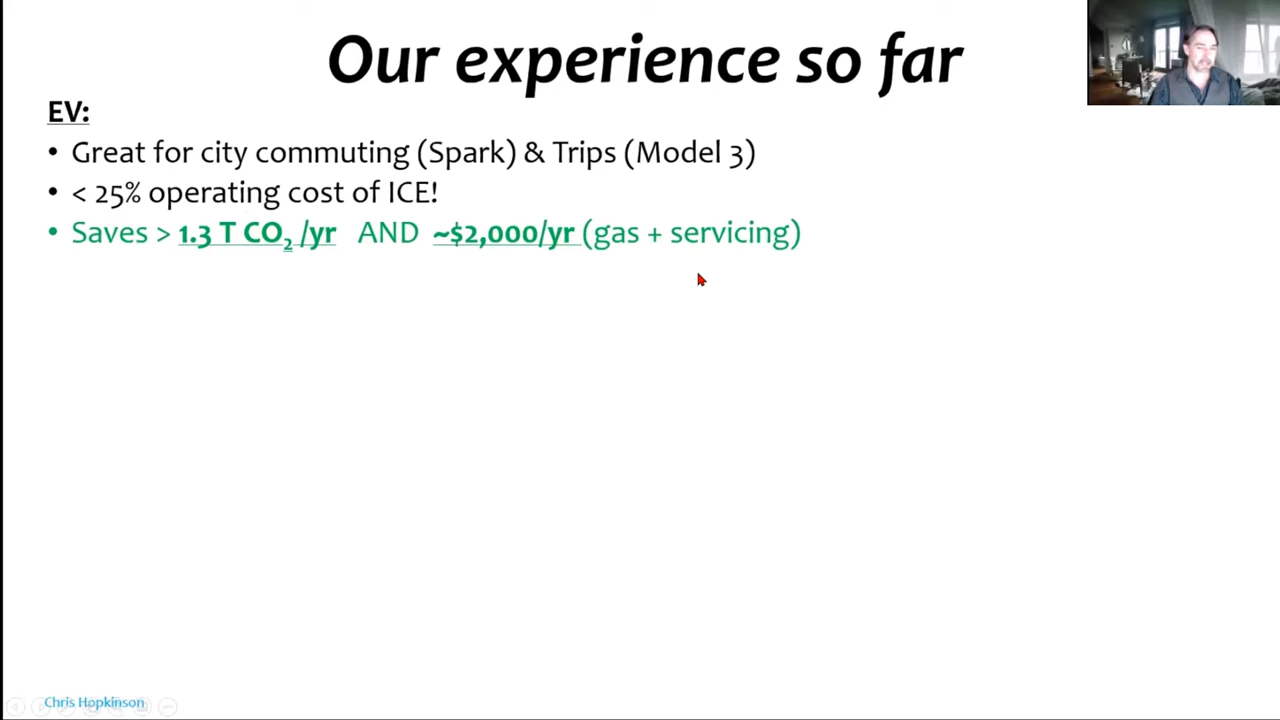 Our experience so far
EV:
• Great for city commuting (Spark) & Trips (Model 3)
• < 25% operating cost of ICE!
• Saves > 1.3 T CO₂ /yr AND ~$2,000/yr (gas + servicing)
Chris Hopkinson